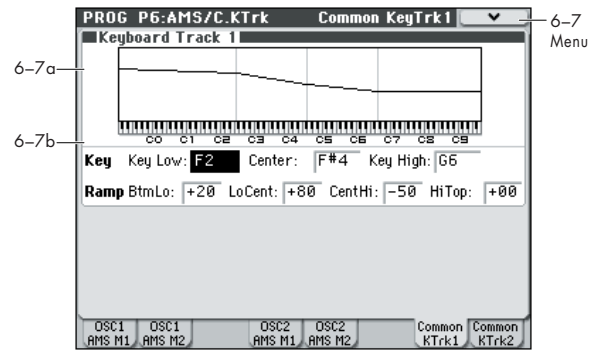 PROG P6:AMS/C.KTrk Common KeyTrk1
6–7
Menu
Keyboard Track 1
6–7a
6–7b
C0 C1 C2 C3 C4 C5 C6 C7 C8 C9
Key Key Low: F2 Center: F#4 Key High: G6
Ramp BtmLo: +20 LoCent: +80 CentHi: -50 HiTop: +00
OSC1 AMS M1 OSC1 AMS M2 OSC2 AMS M1 OSC2 AMS M2 Common KTrk1 Common KTrk2